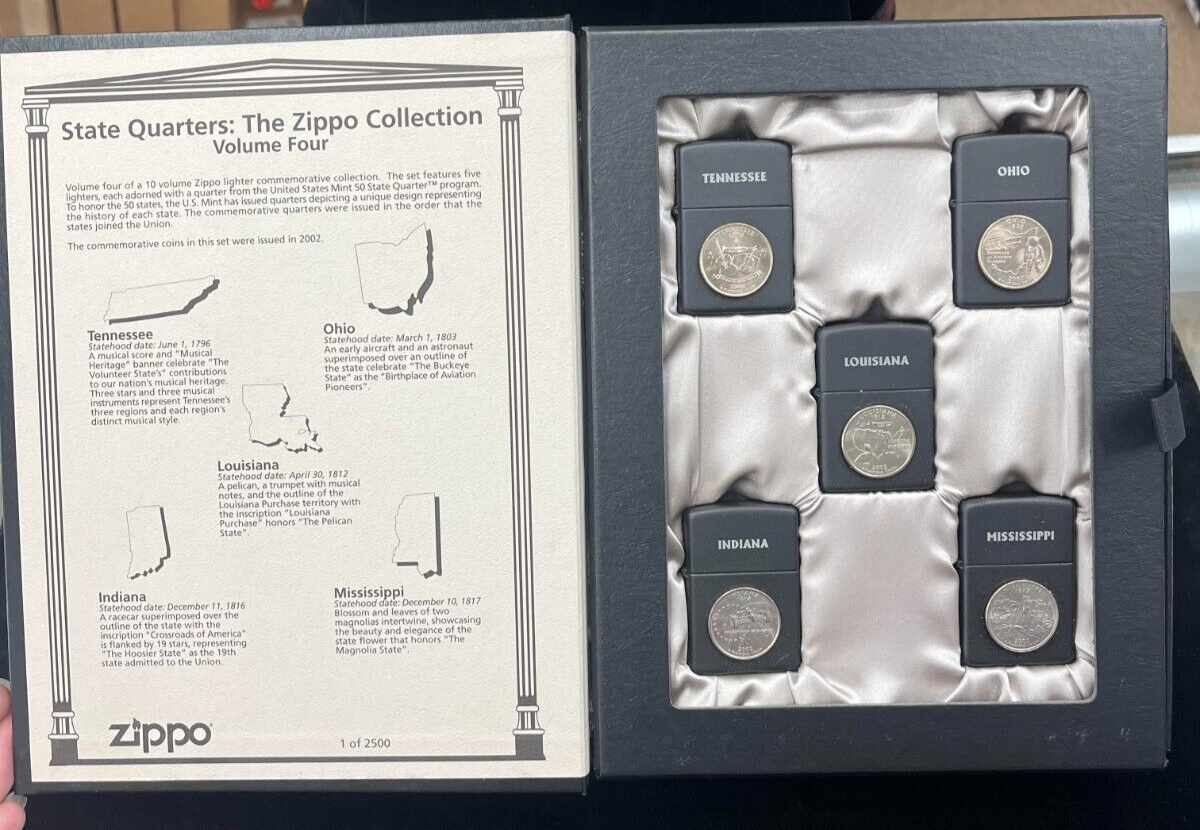 State Quarters: The Zippo Collection
Volume Four
Volume four of a 10 volume Zippo lighter commemorative collection. The set features five
lighters, each adorned with a quarter from the United States Mint 50 State Quarter™ program.
To honor the 50 states, the U.S. Mint has issued quarters depicting a unique design representing
the history of each state. The commemorative quarters were issued in the order that the
states joined the Union.
The commemorative coins in this set were issued in 2002.
Tennessee
Statehood date: June 1, 1796
A musical score and "Musical
Heritage" banner celebrate "The
Volunteer State's" contributions
to our nation's musical heritage.
Three stars and three musical
instruments represent Tennessee's
three regions and each region's
distinct musical style.
Ohio
Statehood date: March 1, 1803
An early aircraft and an astronaut
superimposed over an outline of
the state celebrate "The Buckeye
State" as the "Birthplace of Aviation
Pioneers".
Louisiana
Statehood date: April 30, 1812
A pelican, a trumpet with musical
notes, and the outline of the
Louisiana Purchase territory with
the inscription "Louisiana
Purchase" honors "The Pelican
State".
Indiana
Statehood date: December 11, 1816
A racecar superimposed over the
outline of the state with the
inscription "Crossroads of America"
is flanked by 19 stars, representing
"The Hoosier State" as the 19th
state admitted to the Union.
Mississippi
Statehood date: December 10, 1817
Blossom and leaves of two
magnolias intertwine, showcasing
the beauty and elegance of the
state flower that honors "The
Magnolia State".
zippo
1 of 2500
TENNESSEE
OHIO
LOUISIANA
INDIANA
MISSISSIPPI